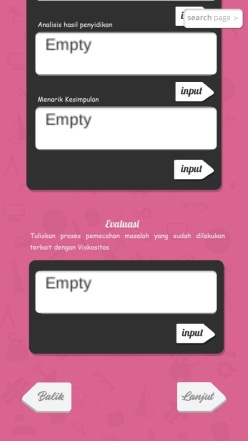 search page >
Analisis hasil penyidikan
Empty
input
Menarik Kesimpulan
Empty
input
Evaluasi
Tuliskan proses pemecahan masalah yang sudah dilakukan
terkait dengan Viskositas
Empty
input
Balik
Lanjut